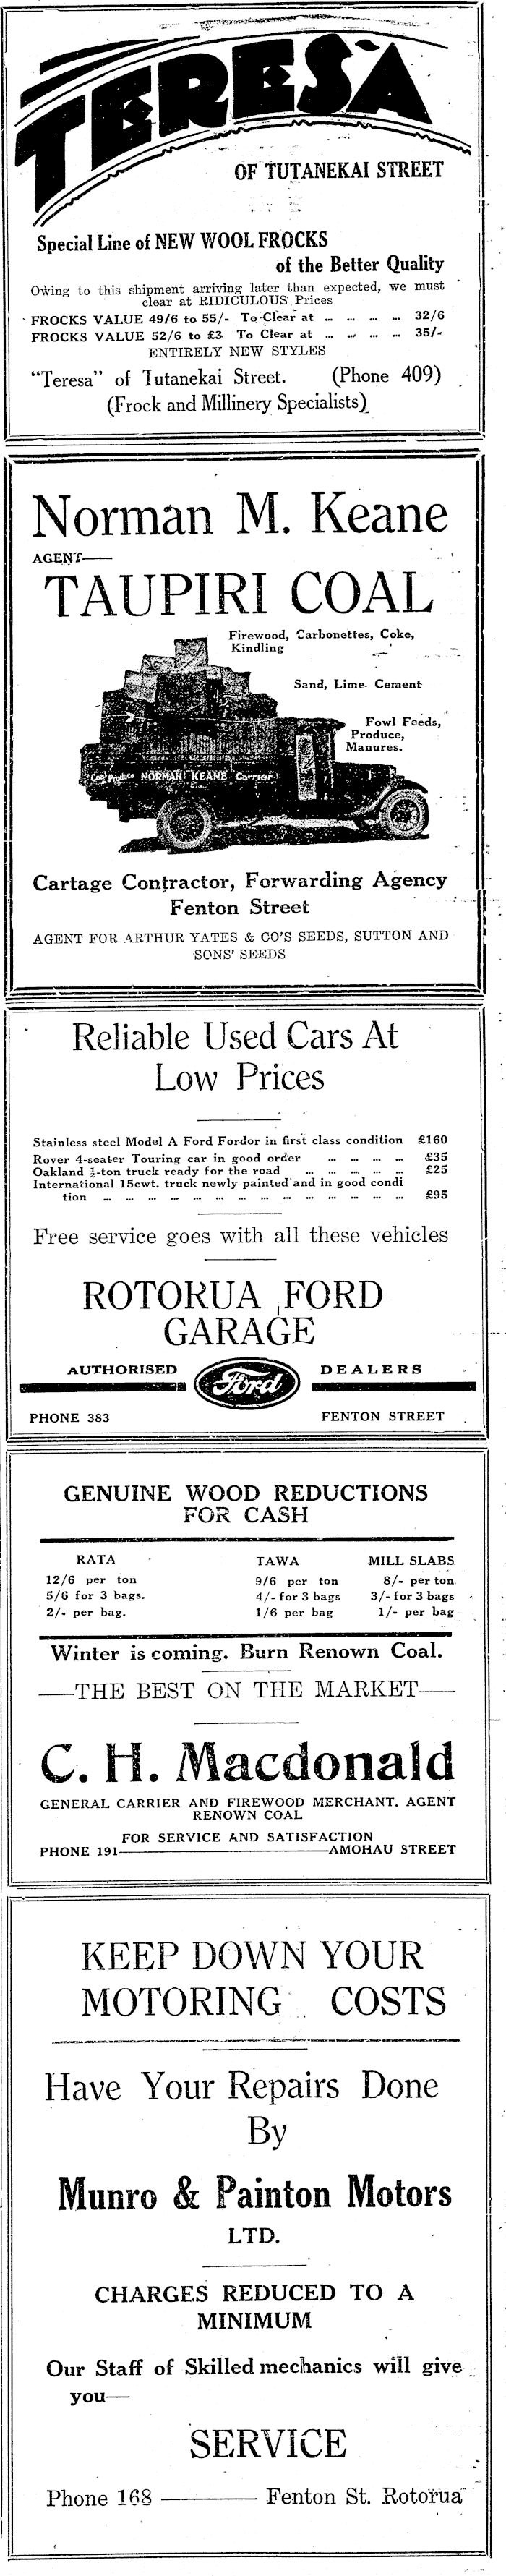 TERESA
OF TUTANEKAI STREET
Special Line of NEW WOOL FROCKS
of the Better Quality
Owing to this shipment arriving later than expected, we must
clear at RIDICULOUS Prices
FROCKS VALUE 49/6 to 55/- To Clear at ... ... ... ... 32/6
FROCKS VALUE 52/6 to £3 To Clear at ... ... ... ... 35/-
ENTIRELY NEW STYLES
"Teresa" of Tutanekai Street. (Phone 409)
(Frock and Millinery Specialists)
Norman M. Keane
AGENT—
TAUPIRI COAL
Firewood, Carbonettes, Coke,
Kindling
Sand, Lime. Cement
Fowl Feeds,
Produce,
Manures.
Coal Produce NORMAN KEANE Carrier
Cartage Contractor, Forwarding Agency
Fenton Street
AGENT FOR ARTHUR YATES & CO'S SEEDS, SUTTON AND
SONS' SEEDS
Reliable Used Cars At
Low Prices
Stainless steel Model A Ford Fordor in first class condition £160
Rover 4-seater Touring car in good order ... ... ... ... £35
Oakland ½-ton truck ready for the road ... ... ... ... ... £25
International 15cwt. truck newly painted and in good condi
tion ... ... ... ... ... ... ... ... ... ... ... ... ... ... £95
Free service goes with all these vehicles
ROTORUA FORD
GARAGE
AUTHORISED Ford DEALERS
PHONE 383 FENTON STREET
GENUINE WOOD REDUCTIONS
FOR CASH
RATA TAWA MILL SLABS
12/6 per ton 9/6 per ton 8/- per ton
5/6 for 3 bags. 4/- for 3 bags 3/- for 3 bags
2/- per bag. 1/6 per bag 1/- per bag
Winter is coming. Burn Renown Coal.
—THE BEST ON THE MARKET—
C. H. Macdonald
GENERAL CARRIER AND FIREWOOD MERCHANT. AGENT
RENOWN COAL
FOR SERVICE AND SATISFACTION
PHONE 191—AMOHAU STREET
KEEP DOWN YOUR
MOTORING COSTS
Have Your Repairs Done
By
Munro & Painton Motors
LTD.
CHARGES REDUCED TO A
MINIMUM
Our Staff of Skilled mechanics will give
you—
SERVICE
Phone 168 — Fenton St. Rotorua